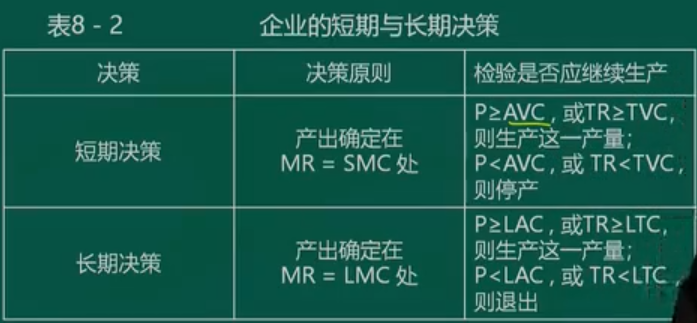 表8-2 企业的短期与长期决策
决策 决策原则 检验是否应继续生产
短期决策
产出确定在
MR = SMC 处
P≥AVC，或TR≥TVC，
则生产这一产量；
P<AVC，或 TR<TVC，
则停产
长期决策
产出确定在
MR = LMC 处
P≥LAC，或TR≥LTC，
则生产这一产量；
P<LAC，或 TR<LTC
则退出